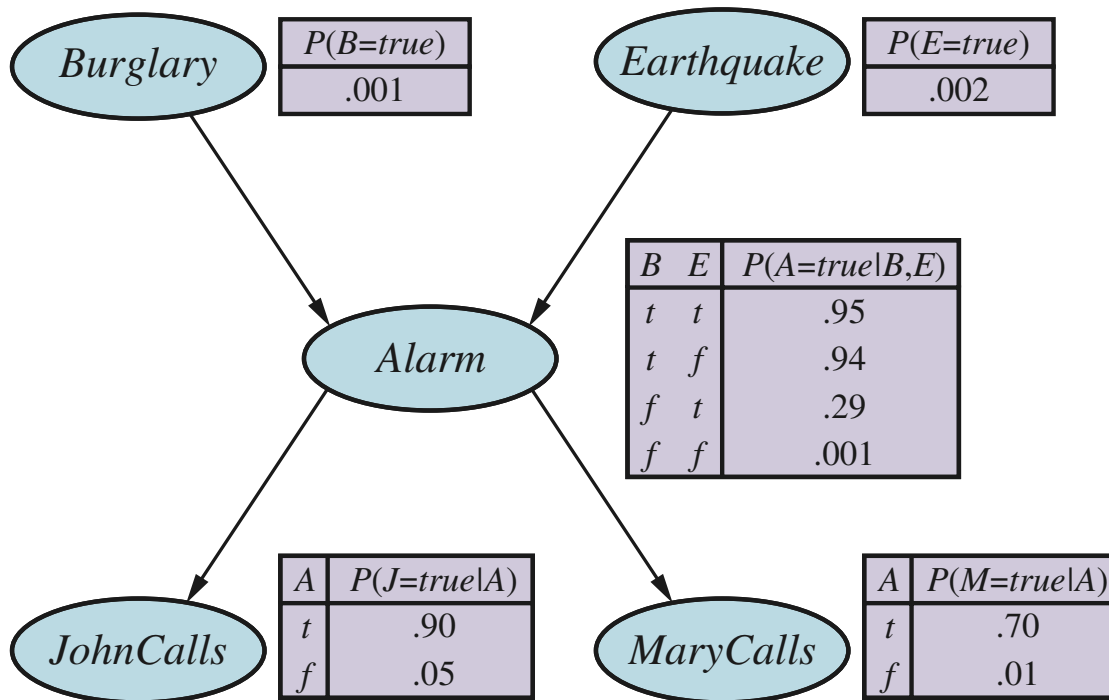 Burglary
P(B=true)
.001
Earthquake
P(E=true)
.002
B E P(A=true|B,E)
t t .95
t f .94
f t .29
f f .001
Alarm
A P(J=true|A)
t .90
f .05
JohnCalls
A P(M=true|A)
t .70
f .01
MaryCalls